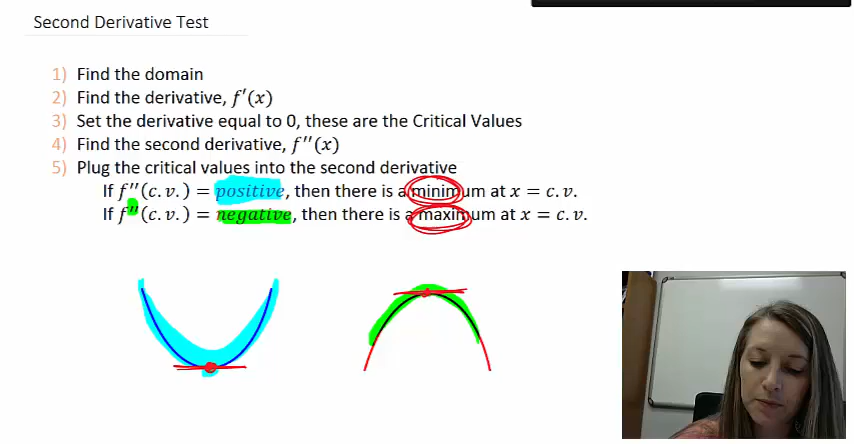 Second Derivative Test
1) Find the domain
2) Find the derivative, f′(x)
3) Set the derivative equal to 0, these are the Critical Values
4) Find the second derivative, f′′(x)
5) Plug the critical values into the second derivative
If f′′(c. v. ) = positive, then there is a minimum at x = c. v.
If f′′(c. v. ) = negative, then there is a maximum at x = c. v.